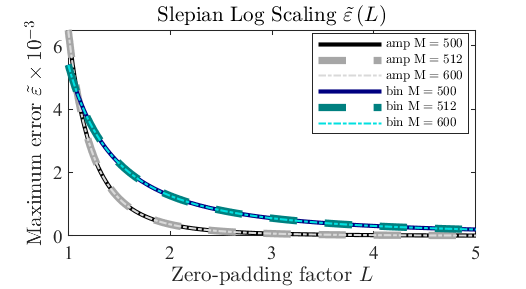 Slepian Log Scaling ε̃(L)
Maximum error ε̃ × 10⁻³
6
4
2
0
amp M = 500
amp M = 512
amp M = 600
bin M = 500
bin M = 512
bin M = 600
1 2 3 4 5
Zero-padding factor L